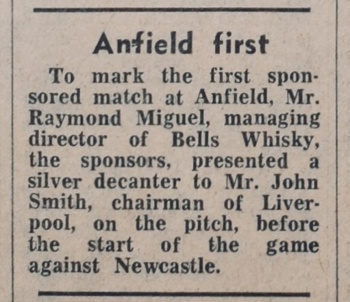 Anfield first
To mark the first spon-
sored match at Anfield, Mr.
Raymond Miguel, managing
director of Bells Whisky,
the sponsors, presented a
silver decanter to Mr. John
Smith, chairman of Liver-
pool, on the pitch, before
the start of the game
against Newcastle.